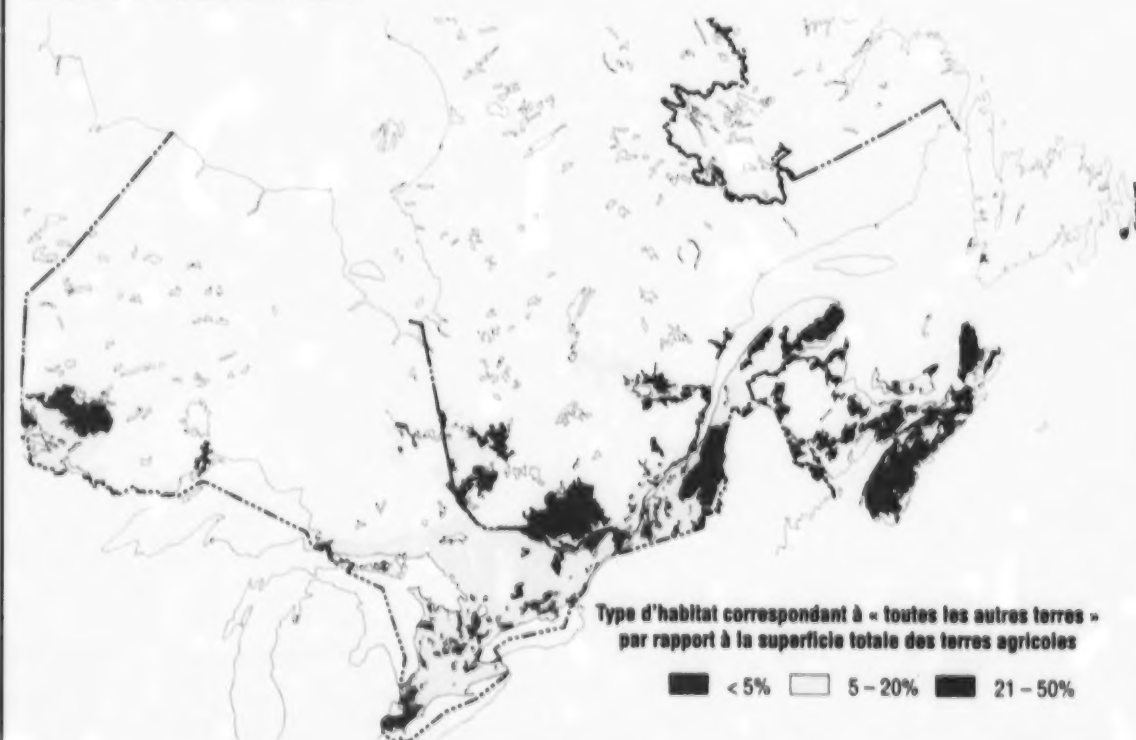 Type d'habitat correspondant à « toutes les autres terres »
par rapport à la superficie totale des terres agricoles
< 5% 5 – 20% 21 – 50%